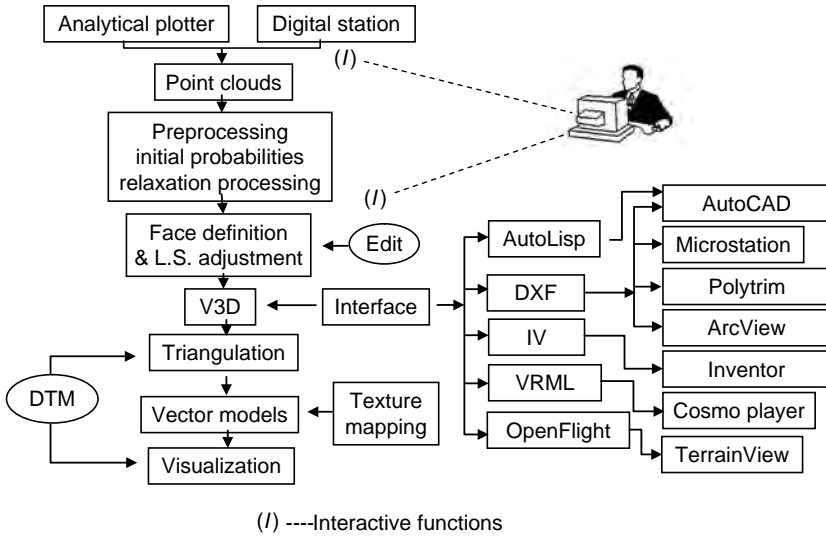 Analytical plotter
Digital station
(I)
Point clouds
Preprocessing
initial probabilities
relaxation processing
(I)
Face definition
& L.S. adjustment
Edit
V3D
Interface
Triangulation
DTM
Vector models
Texture
mapping
Visualization
AutoLisp
DXF
IV
VRML
OpenFlight
AutoCAD
Microstation
Polytrim
ArcView
Inventor
Cosmo player
TerrainView
(I) ----Interactive functions